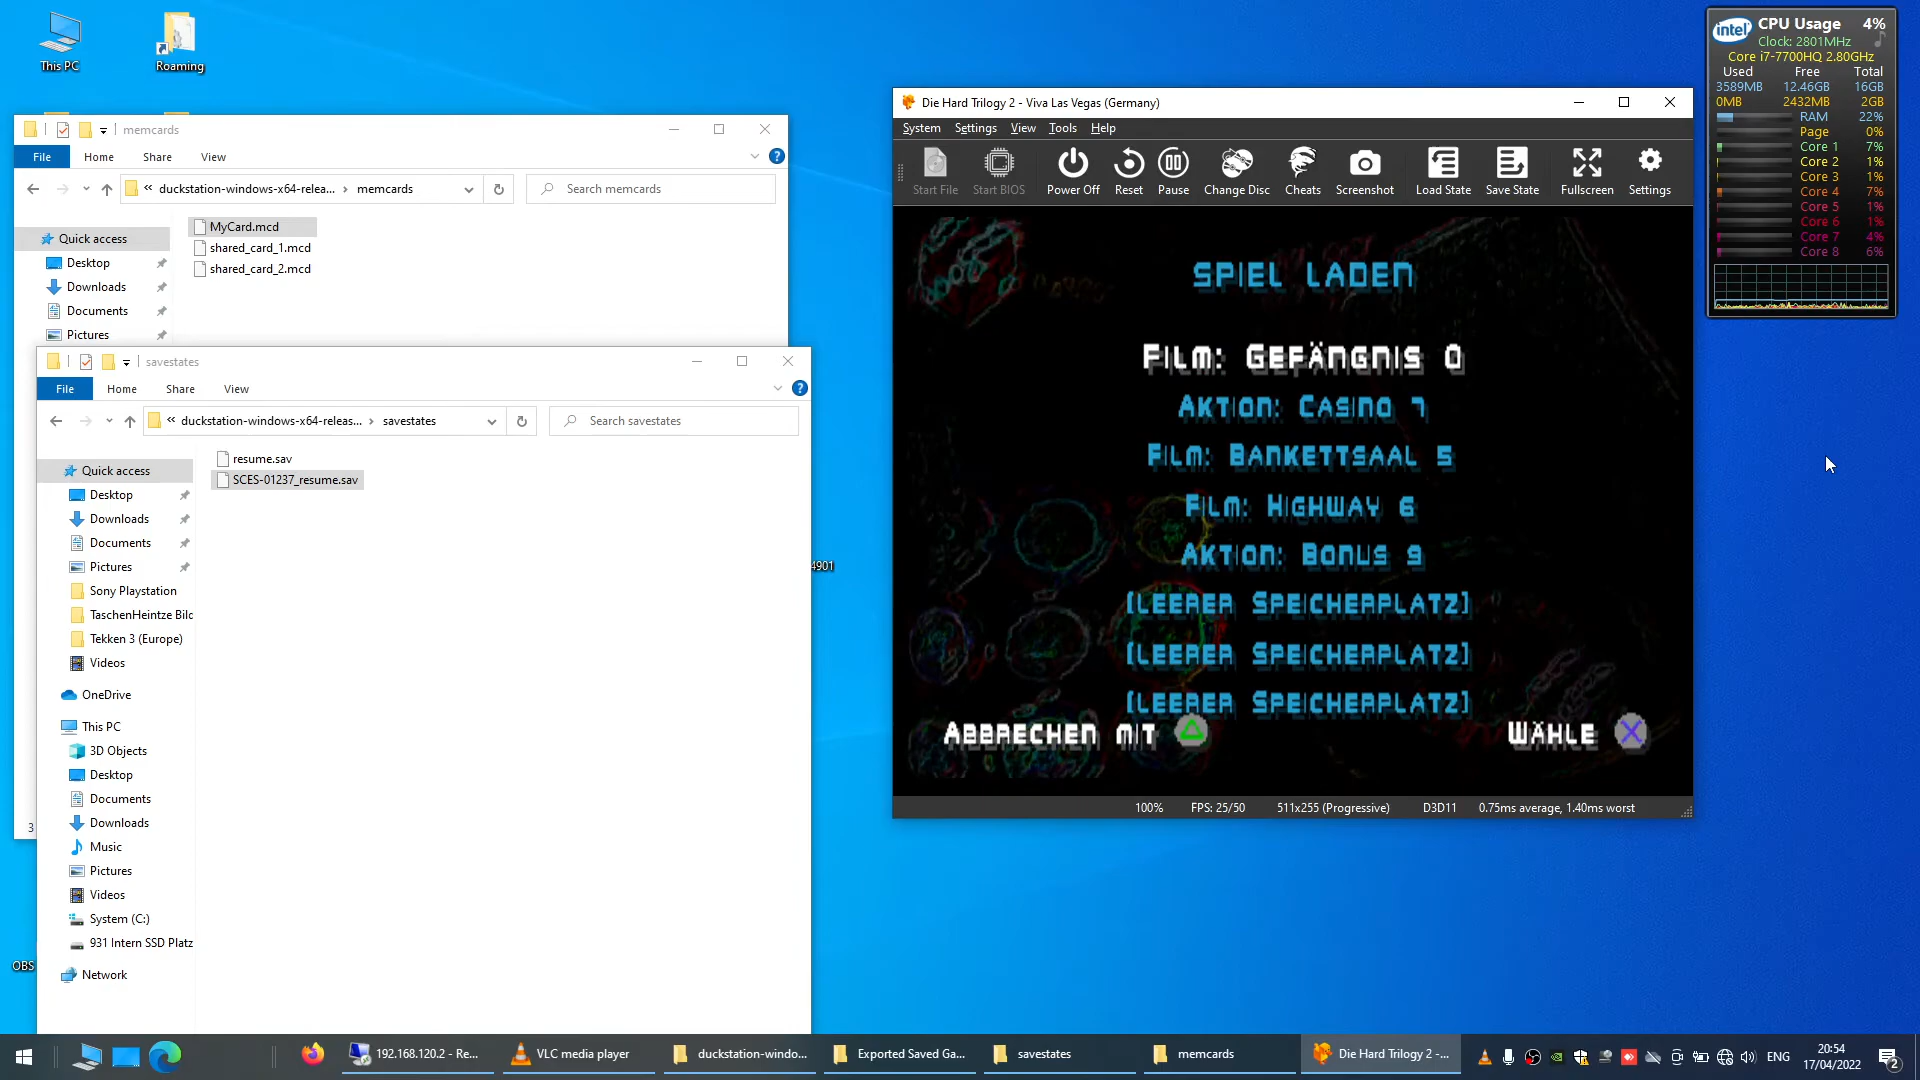 This PC
Roaming
memcards
File
Home
Share
View
« duckstation-windows-x64-relea... › memcards
Search memcards
Quick access
Desktop
Downloads
Documents
Pictures
MyCard.mcd
shared_card_1.mcd
shared_card_2.mcd
3
savestates
File
Home
Share
View
« duckstation-windows-x64-releas... › savestates
Search savestates
Quick access
Desktop
Downloads
Documents
Pictures
Sony Playstation
TaschenHeintze Bild
Tekken 3 (Europe)
Videos
OneDrive
This PC
3D Objects
Desktop
Documents
Downloads
Music
Pictures
Videos
System (C:)
931 Intern SSD Platz
Network
resume.sav
SCES-01237_resume.sav
4901
OBS
Die Hard Trilogy 2 - Viva Las Vegas (Germany)
System
Settings
View
Tools
Help
Start File
Start BIOS
Power Off
Reset
Pause
Change Disc
Cheats
Screenshot
Load State
Save State
Fullscreen
Settings
SPIEL LADEN
FILM: GEFÄNGNIS 0
AKTION: CASINO 7
FILM: BANKETTSAAL 5
FILM: HIGHWAY 6
AKTION: BONUS 9
[LEERER SPEICHERPLATZ]
[LEERER SPEICHERPLATZ]
[LEERER SPEICHERPLATZ]
ABBRECHEN MIT
WÄHLE
100%
FPS: 25/50
511x255 (Progressive)
D3D11
0.75ms average, 1.40ms worst
intel
CPU Usage 4%
Clock: 2801MHz
Core i7-7700HQ 2.80GHz
Used Free Total
3589MB 12.46GB 16GB
0MB 2432MB 2GB
RAM 22%
Page 0%
Core 1 7%
Core 2 1%
Core 3 1%
Core 4 7%
Core 5 1%
Core 6 1%
Core 7 4%
Core 8 6%
192.168.120.2 - Re...
VLC media player
duckstation-windo...
Exported Saved Ga...
savestates
memcards
Die Hard Trilogy 2 -...
ENG
20:54
17/04/2022
2